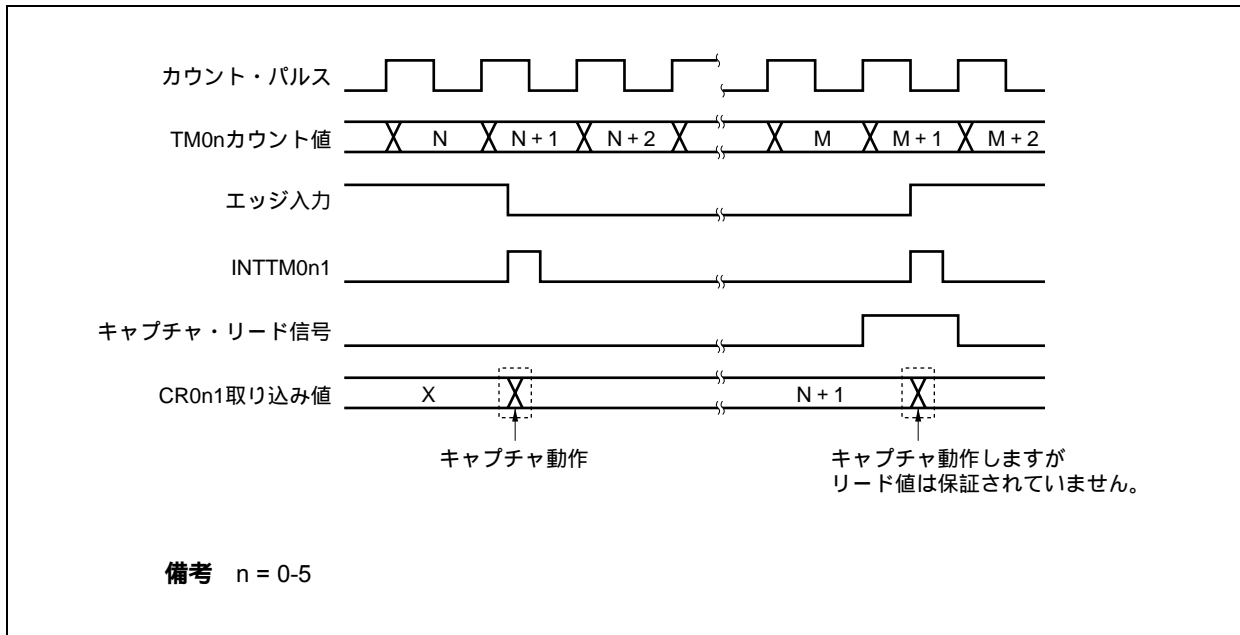 カウント・パルス
TM0nカウント値 N N + 1 N + 2 M M + 1 M + 2
エッジ入力
INTTM0n1
キャプチャ・リード信号
CR0n1取り込み値 X N + 1
キャプチャ動作
キャプチャ動作しますが
リード値は保証されていません。
備考 n = 0-5